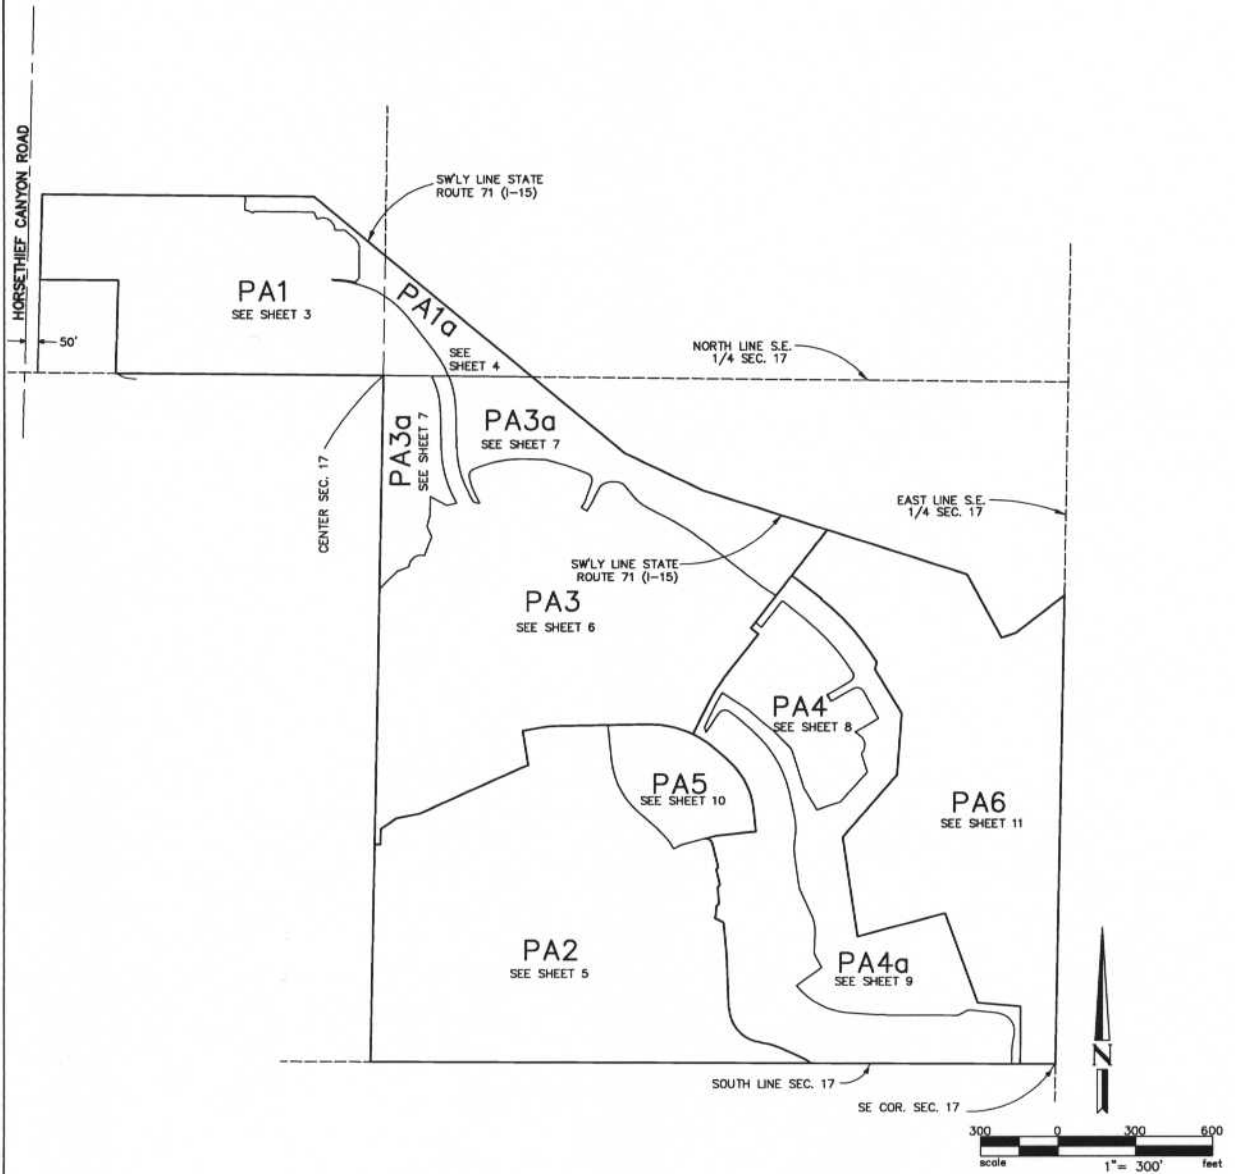 HORSETHIEF CANYON ROAD
SW'LY LINE STATE
ROUTE 71 (I-15)
PA1
SEE SHEET 3
PA1a
SEE
SHEET 4
50'
NORTH LINE S.E.
1/4 SEC. 17
PA3a
SEE SHEET 7
PA3a
SEE SHEET 7
CENTER SEC. 17
EAST LINE S.E.
1/4 SEC. 17
SW'LY LINE STATE
ROUTE 71 (I-15)
PA3
SEE SHEET 6
PA4
SEE SHEET 8
PA5
SEE SHEET 10
PA6
SEE SHEET 11
PA2
SEE SHEET 5
PA4a
SEE SHEET 9
N
SOUTH LINE SEC. 17
SE COR. SEC. 17
300 0 300 600
scale 1"= 300' feet